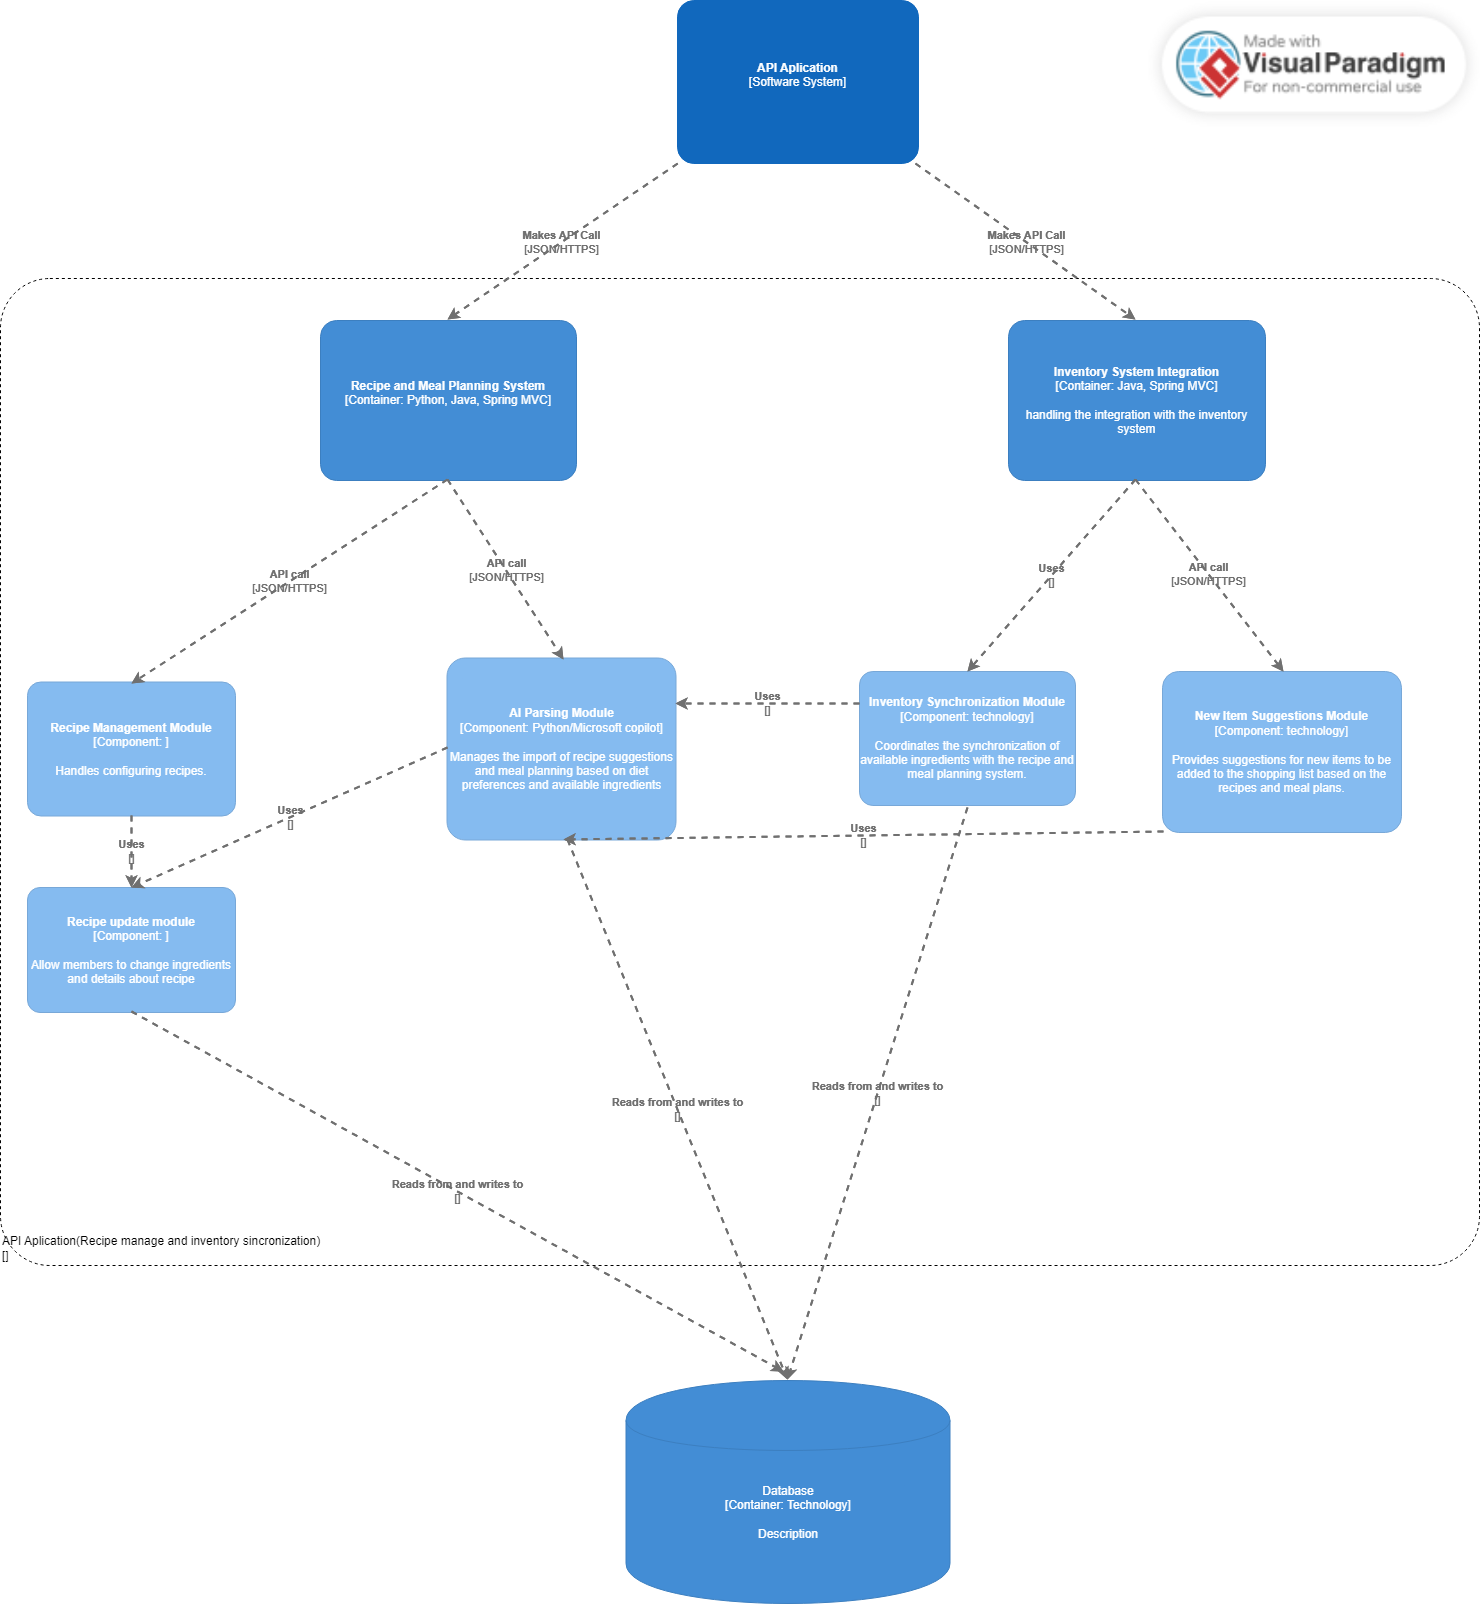 API Aplication
[Software System]
Made with
Visual Paradigm
For non-commercial use
Makes API Call
[JSON/HTTPS]
Makes API Call
[JSON/HTTPS]
Recipe and Meal Planning System
[Container: Python, Java, Spring MVC]
Inventory System Integration
[Container: Java, Spring MVC]
handling the integration with the inventory
system
API call
[JSON/HTTPS]
API call
[JSON/HTTPS]
Uses
[]
API call
[JSON/HTTPS]
Recipe Management Module
[Component: ]
Handles configuring recipes.
AI Parsing Module
[Component: Python/Microsoft copilot]
Manages the import of recipe suggestions
and meal planning based on diet
preferences and available ingredients
Uses
[]
Inventory Synchronization Module
[Component: technology]
Coordinates the synchronization of
available ingredients with the recipe and
meal planning system.
New Item Suggestions Module
[Component: technology]
Provides suggestions for new items to be
added to the shopping list based on the
recipes and meal plans.
Uses
[]
Uses
[]
Uses
[]
Recipe update module
[Component: ]
Allow members to change ingredients
and details about recipe
Reads from and writes to
[]
Reads from and writes to
[]
Reads from and writes to
[]
API Aplication(Recipe manage and inventory sincronization)
[]
Database
[Container: Technology]
Description